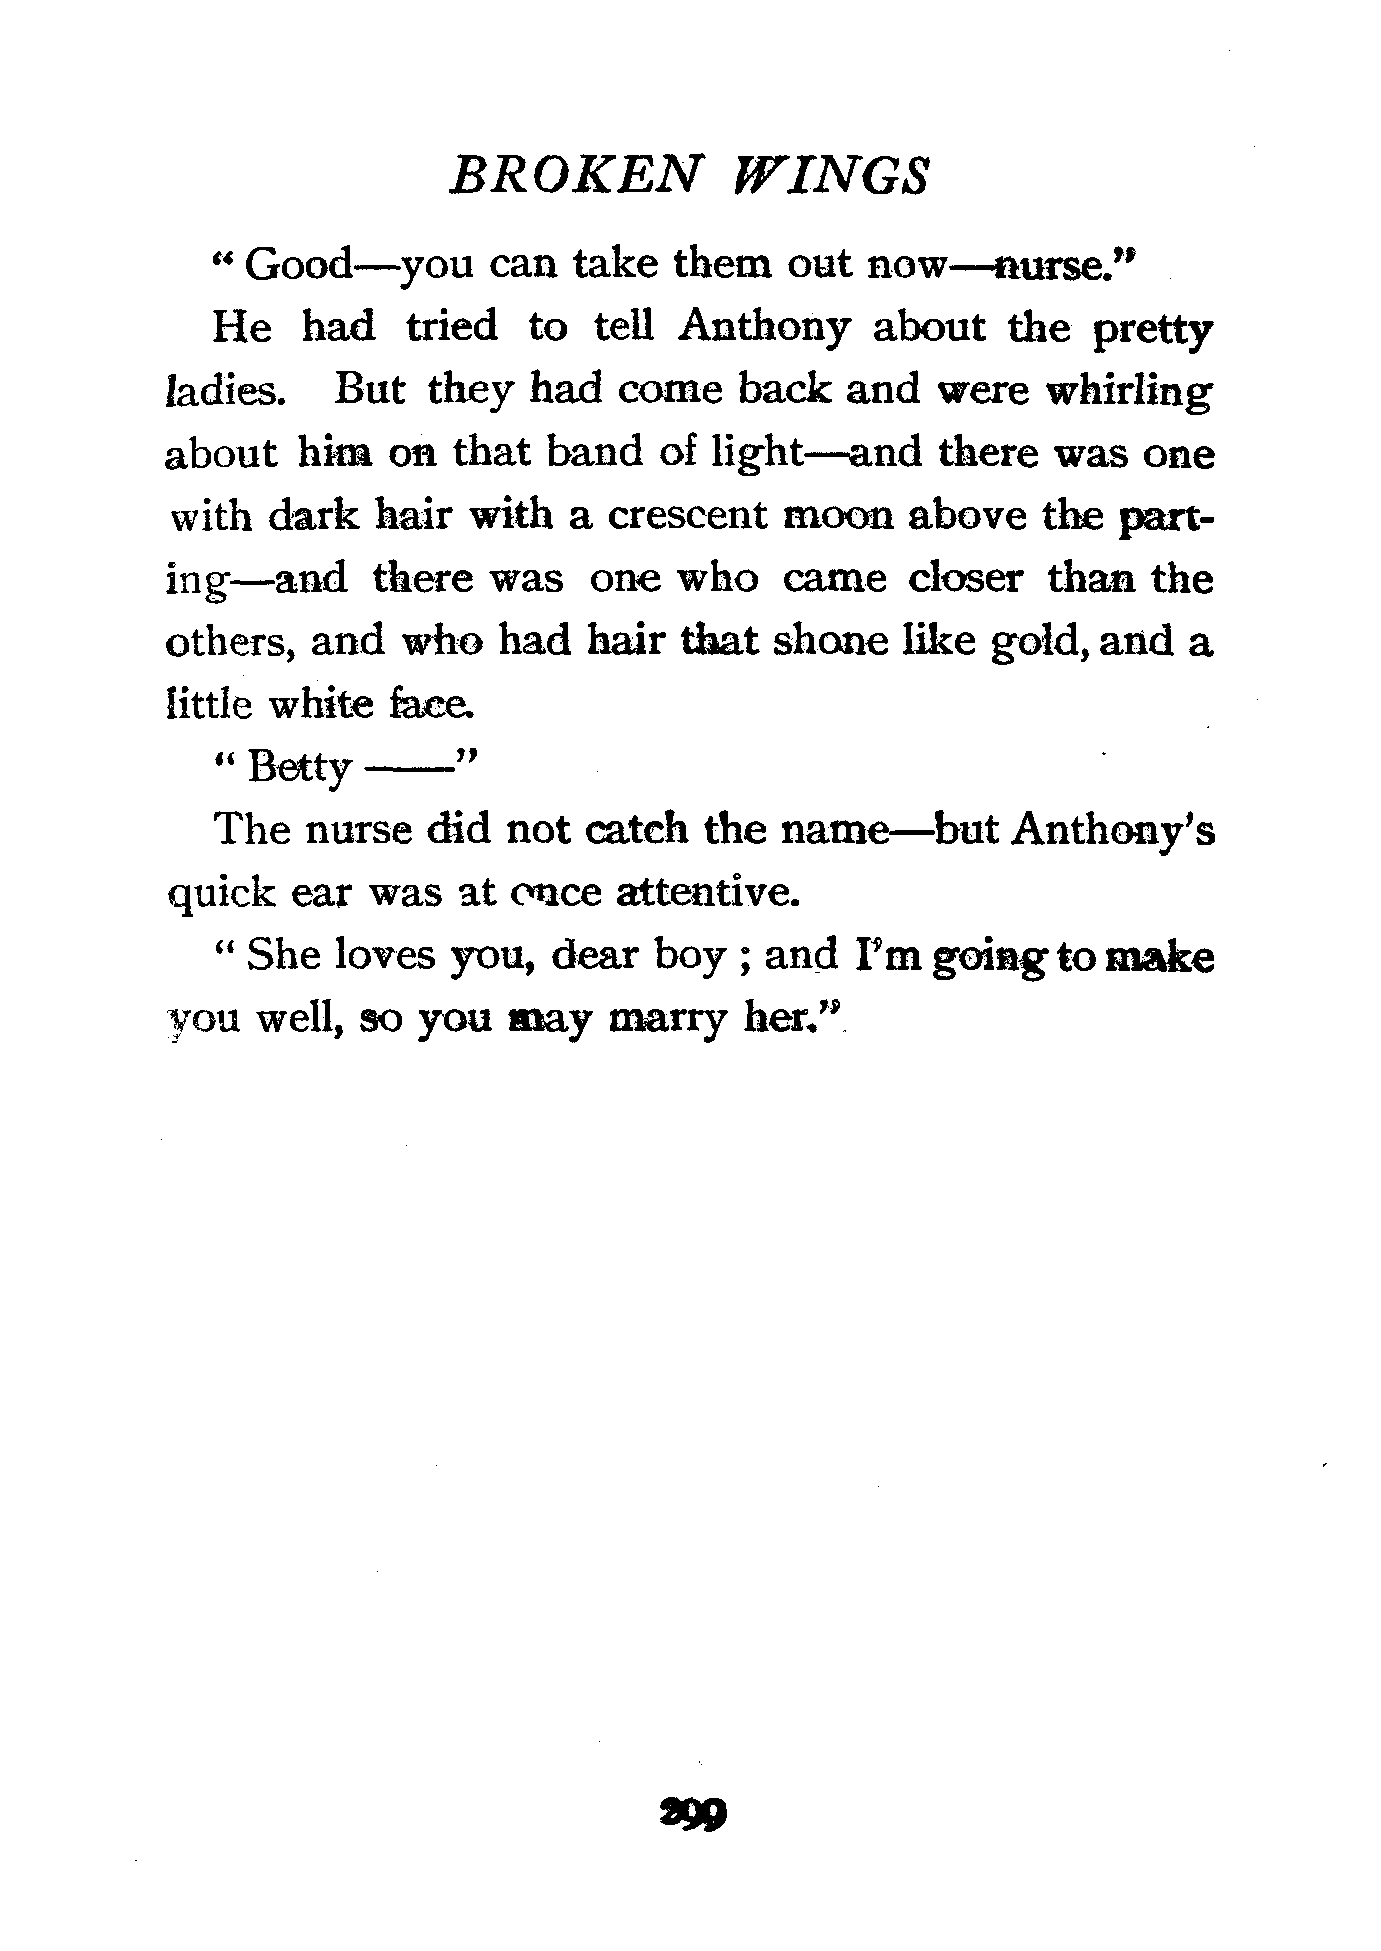 BROKEN WINGS
“ Good—you can take them out now—nurse.”
He had tried to tell Anthony about the pretty
ladies. But they had come back and were whirling
about him on that band of light—and there was one
with dark hair with a crescent moon above the part-
ing—and there was one who came closer than the
others, and who had hair that shone like gold, and a
little white face.
“ Betty ——”
The nurse did not catch the name—but Anthony’s
quick ear was at once attentive.
“ She loves you, dear boy ; and I’m going to make
you well, so you may marry her.”
299